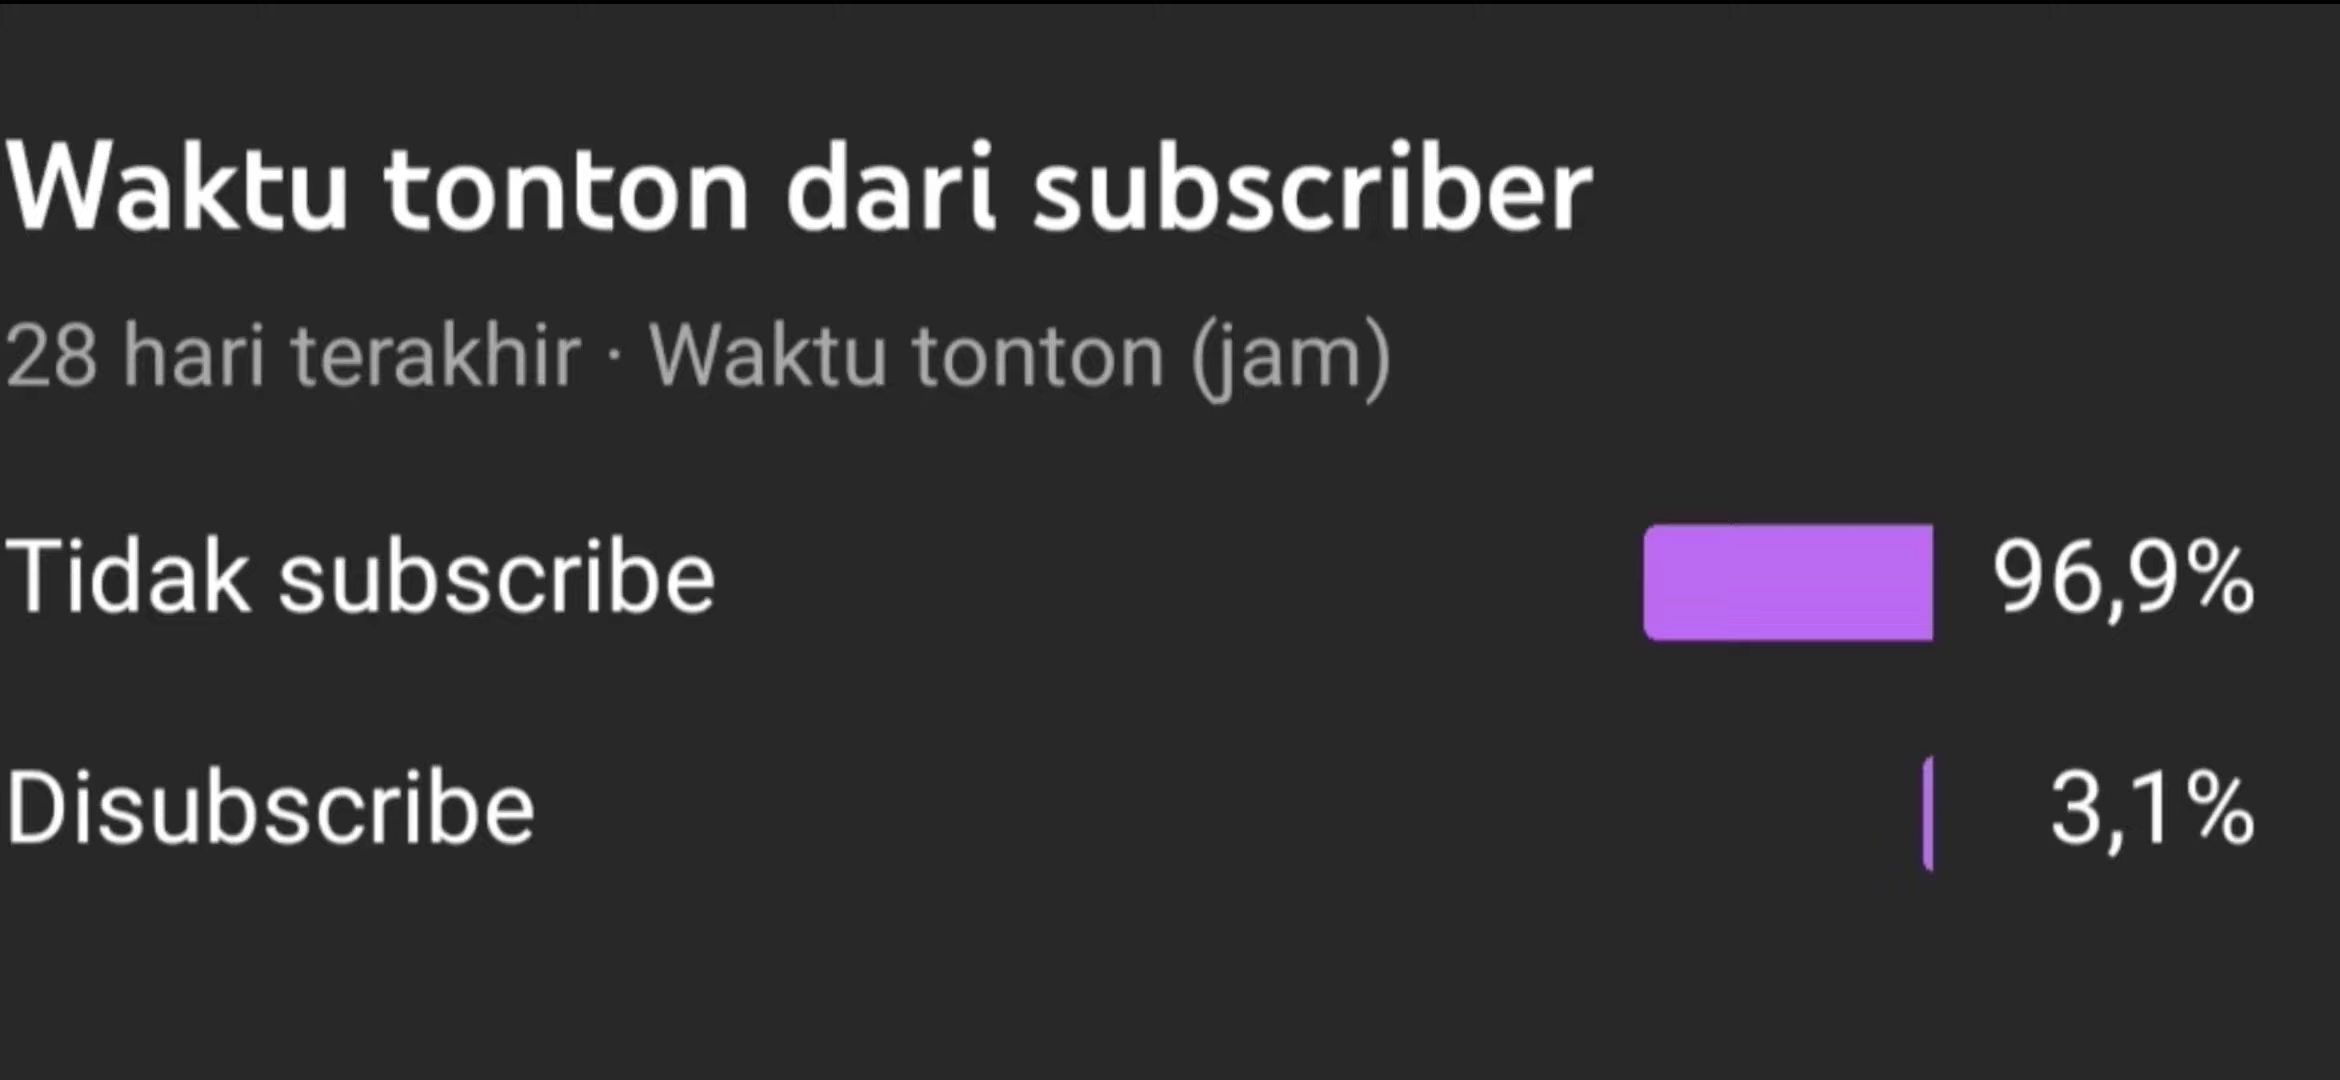 Waktu tonton dari subscriber
28 hari terakhir · Waktu tonton (jam)
Tidak subscribe 96,9%
Disubscribe 3,1%